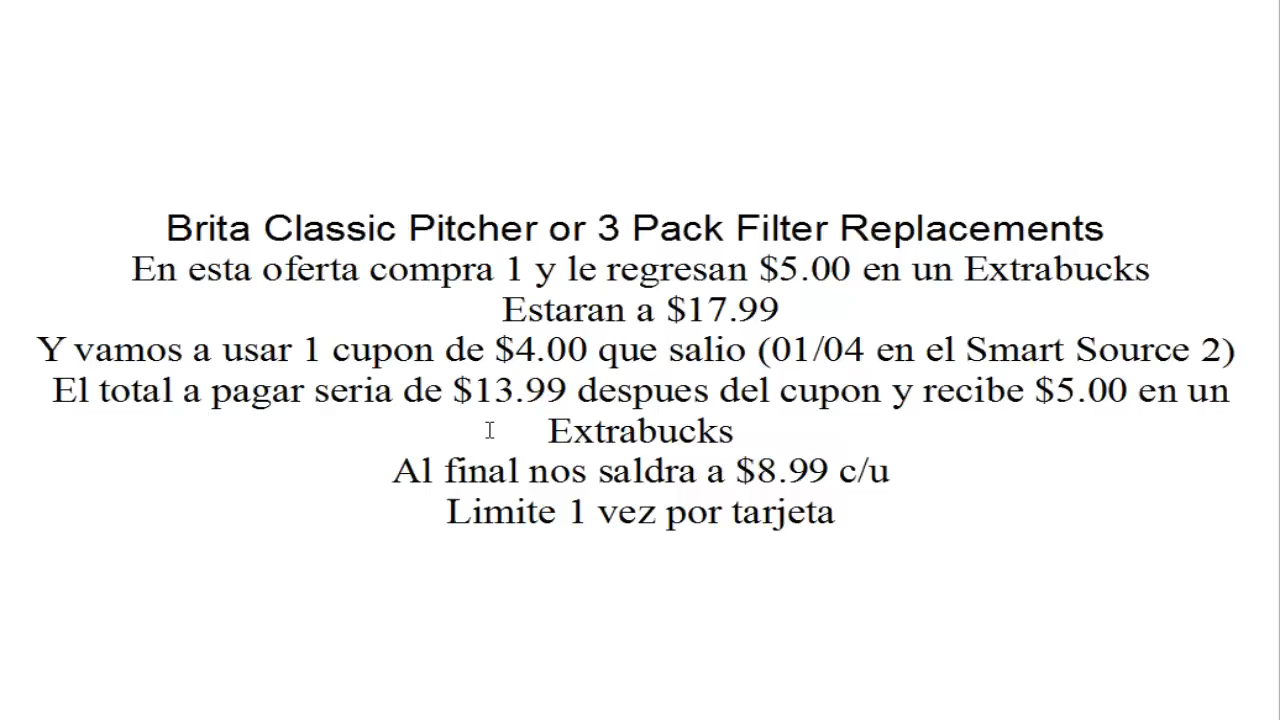 Brita Classic Pitcher or 3 Pack Filter Replacements
En esta oferta compra 1 y le regresan $5.00 en un Extrabucks
Estaran a $17.99
Y vamos a usar 1 cupon de $4.00 que salio (01/04 en el Smart Source 2)
El total a pagar seria de $13.99 despues del cupon y recibe $5.00 en un
Extrabucks
Al final nos saldra a $8.99 c/u
Limite 1 vez por tarjeta